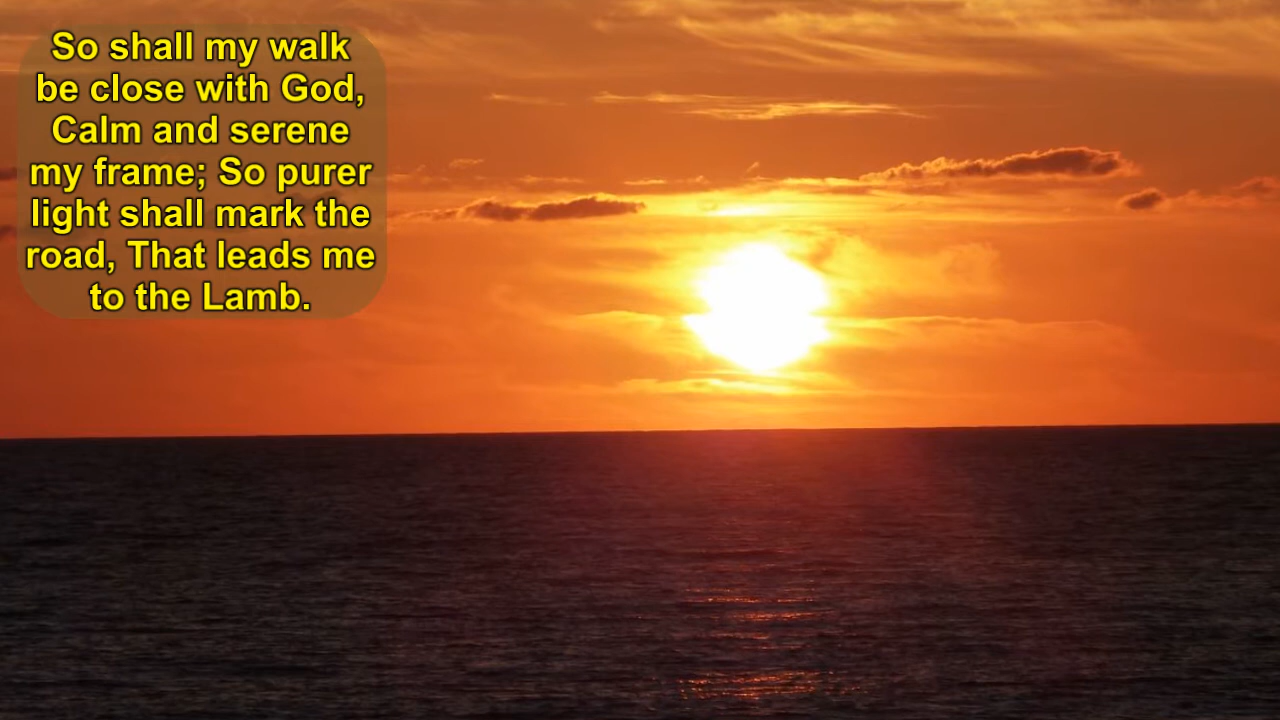 So shall my walk
be close with God,
Calm and serene
my frame; So purer
light shall mark the
road, That leads me
to the Lamb.